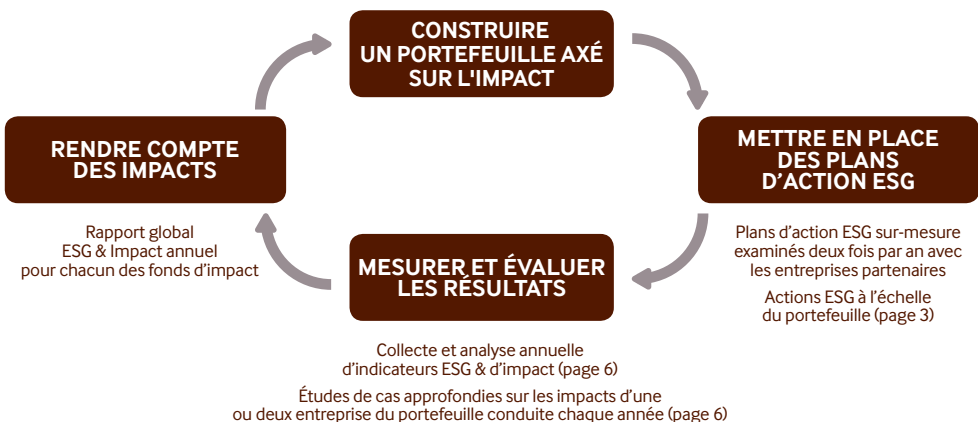 CONSTRUIRE
UN PORTEFEUILLE AXÉ
SUR L'IMPACT
METTRE EN PLACE
DES PLANS
D'ACTION ESG
Plans d'action ESG sur-mesure
examinés deux fois par an avec
les entreprises partenaires
Actions ESG à l'échelle
du portefeuille (page 3)
MESURER ET ÉVALUER
LES RÉSULTATS
Collecte et analyse annuelle
d'indicateurs ESG & d'impact (page 6)
Études de cas approfondies sur les impacts d'une
ou deux entreprise du portefeuille conduite chaque année (page 6)
RENDRE COMPTE
DES IMPACTS
Rapport global
ESG & Impact annuel
pour chacun des fonds d'impact